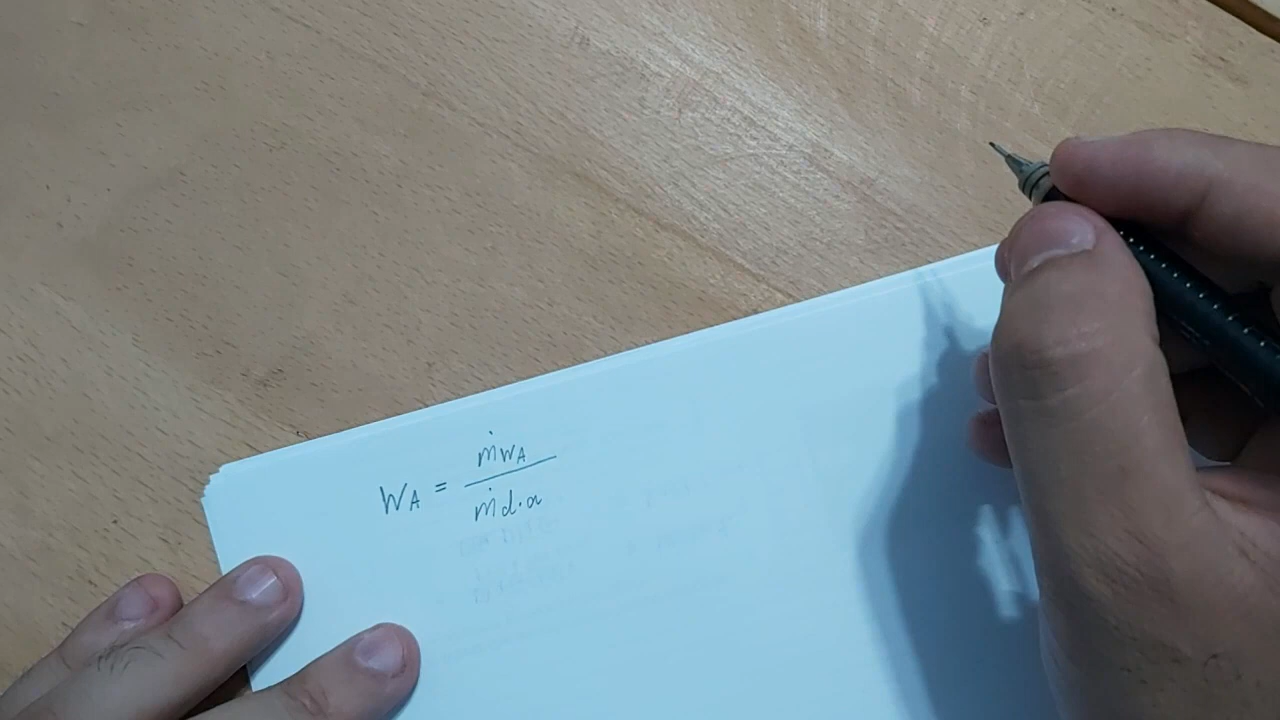 WA = ṁwA / ṁd.a